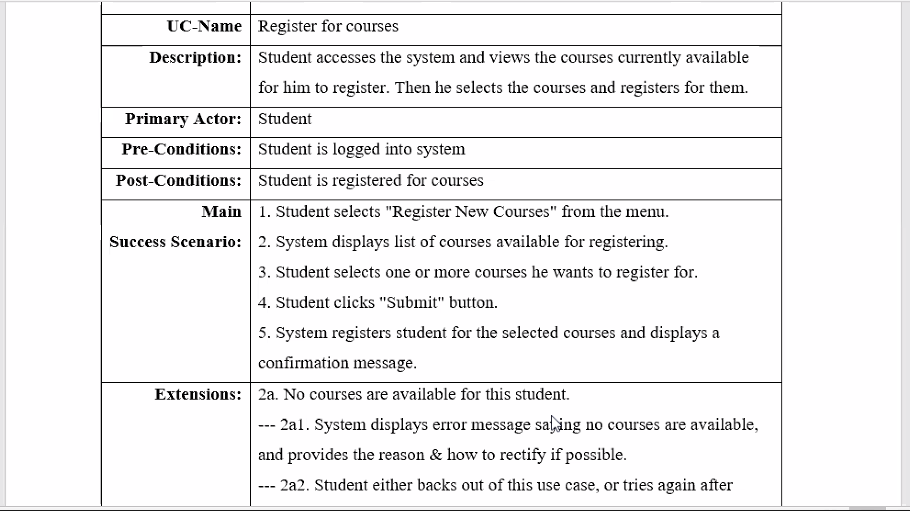 UC-Name Register for courses
Description: Student accesses the system and views the courses currently available
for him to register. Then he selects the courses and registers for them.
Primary Actor: Student
Pre-Conditions: Student is logged into system
Post-Conditions: Student is registered for courses
Main 1. Student selects "Register New Courses" from the menu.
Success Scenario: 2. System displays list of courses available for registering.
3. Student selects one or more courses he wants to register for.
4. Student clicks "Submit" button.
5. System registers student for the selected courses and displays a
confirmation message.
Extensions: 2a. No courses are available for this student.
--- 2a1. System displays error message saying no courses are available,
and provides the reason & how to rectify if possible.
--- 2a2. Student either backs out of this use case, or tries again after